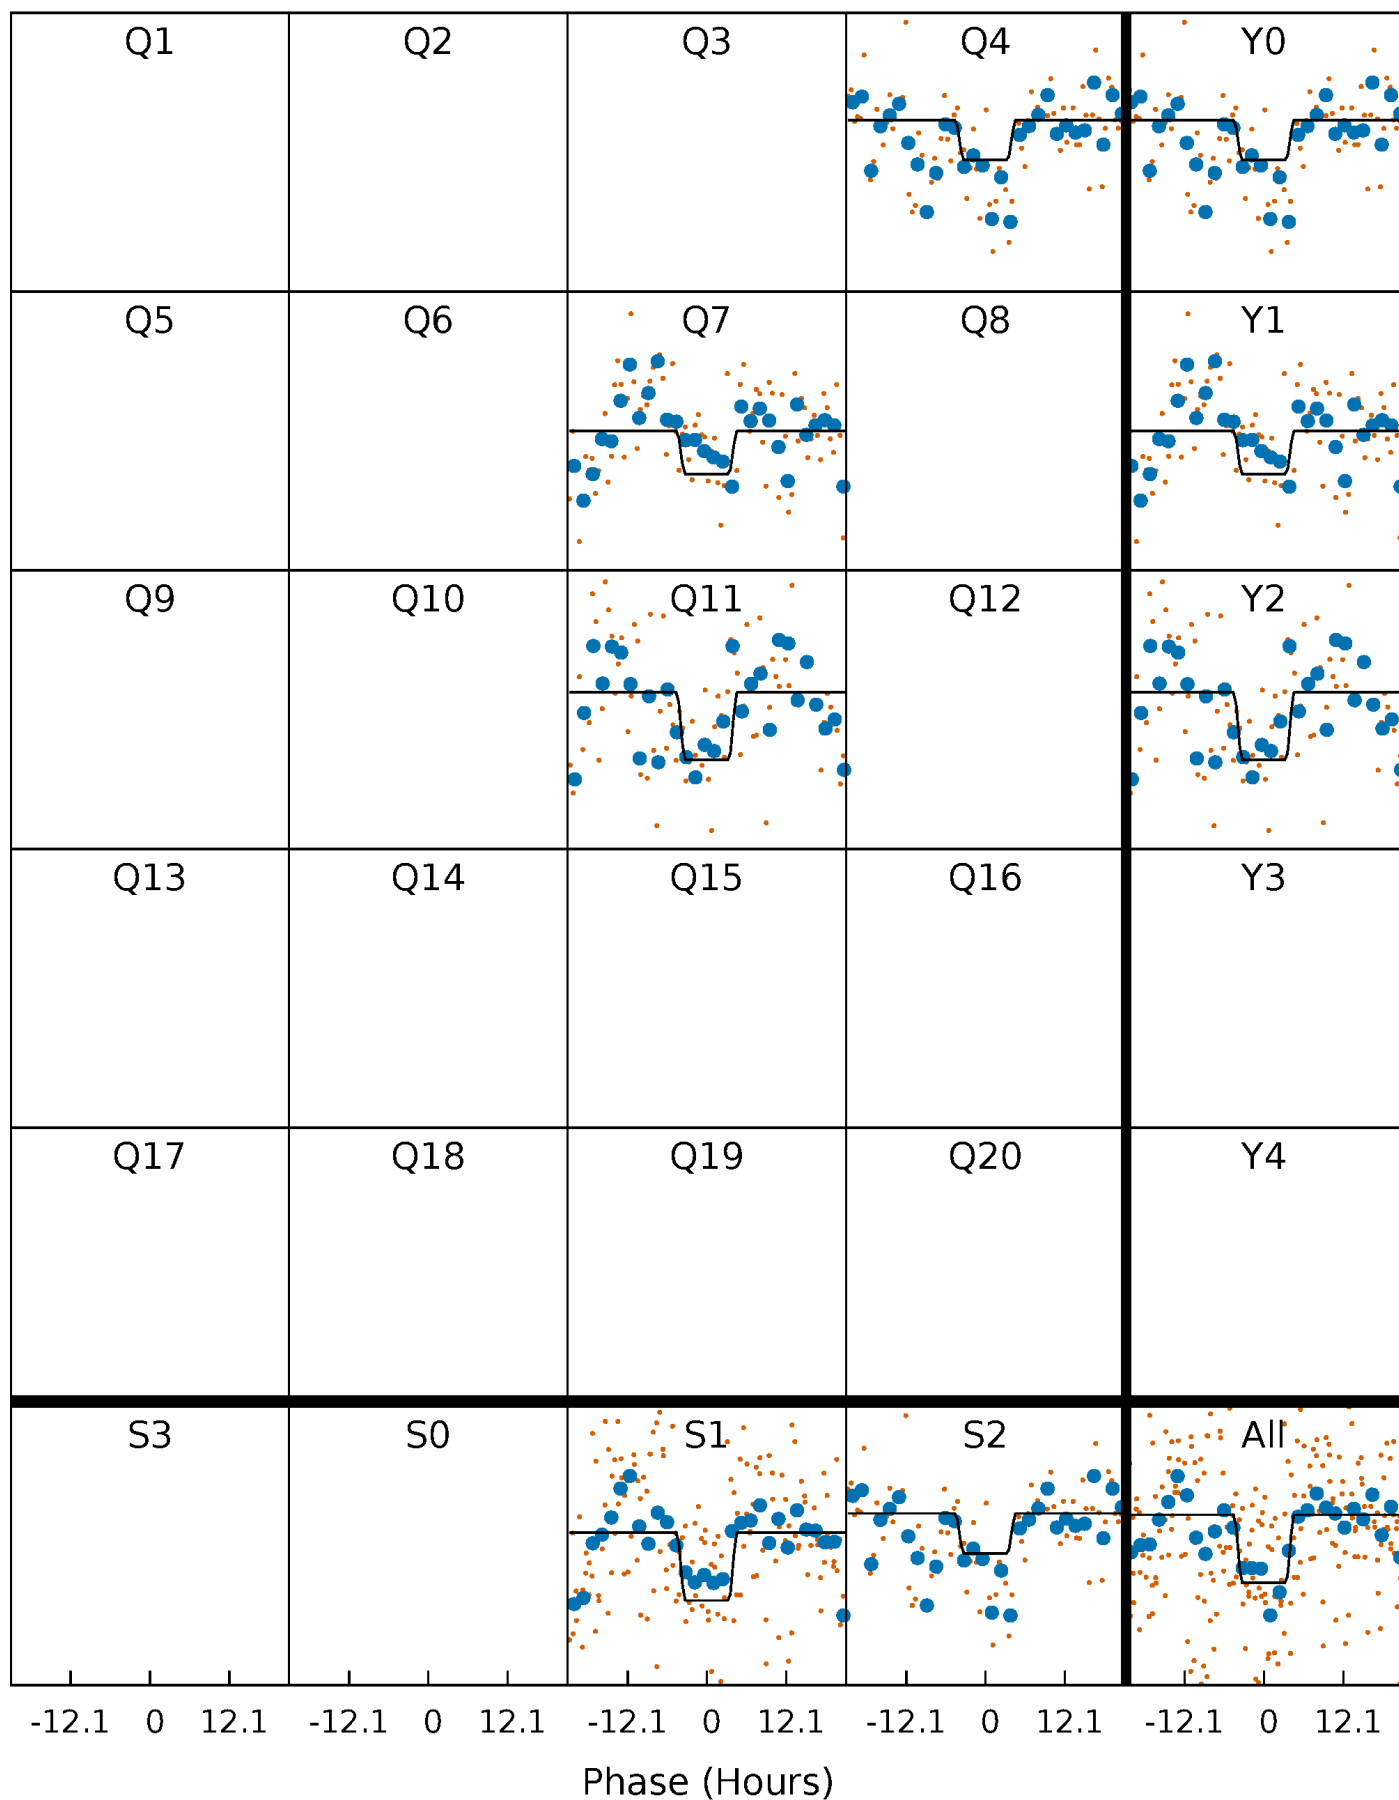 Q1 Q2 Q3 Q4 Y0
Q5 Q6 Q7 Q8 Y1
Q9 Q10 Q11 Q12 Y2
Q13 Q14 Q15 Q16 Y3
Q17 Q18 Q19 Q20 Y4
S3 S0 S1 S2 All
-12.1 0 12.1 -12.1 0 12.1 -12.1 0 12.1 -12.1 0 12.1 -12.1 0 12.1
Phase (Hours)